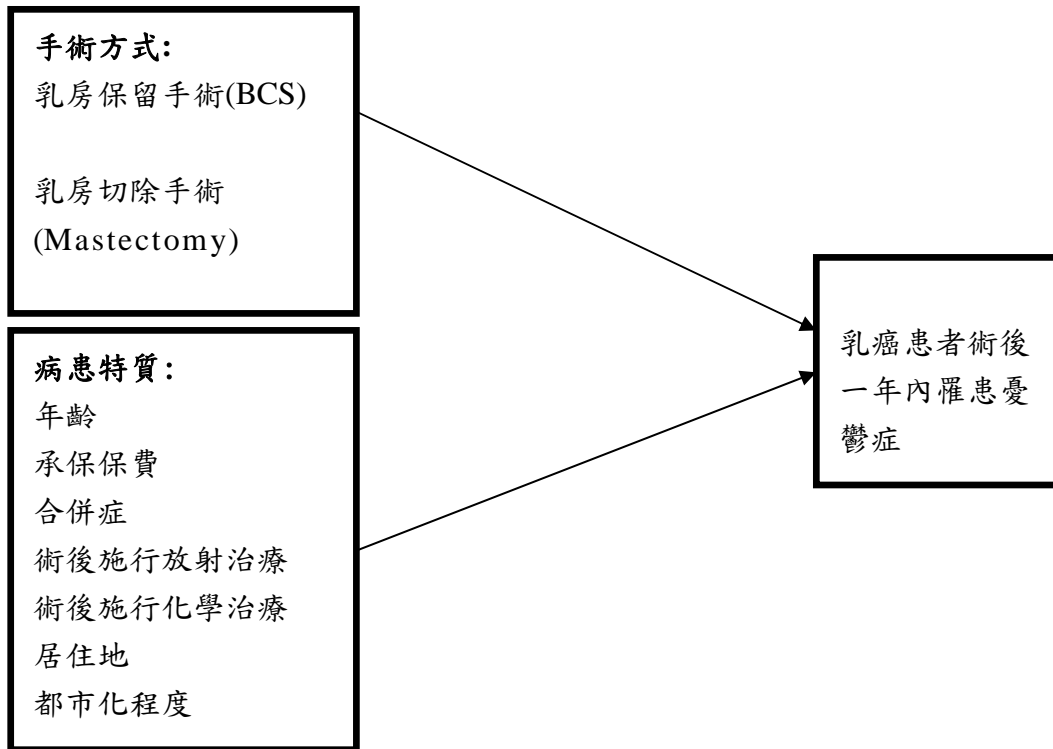 手術方式:
乳房保留手術(BCS)
乳房切除手術
(Mastectomy)
病患特質:
年齡
承保保費
合併症
術後施行放射治療
術後施行化學治療
居住地
都市化程度
乳癌患者術後
一年內罹患憂
鬱症